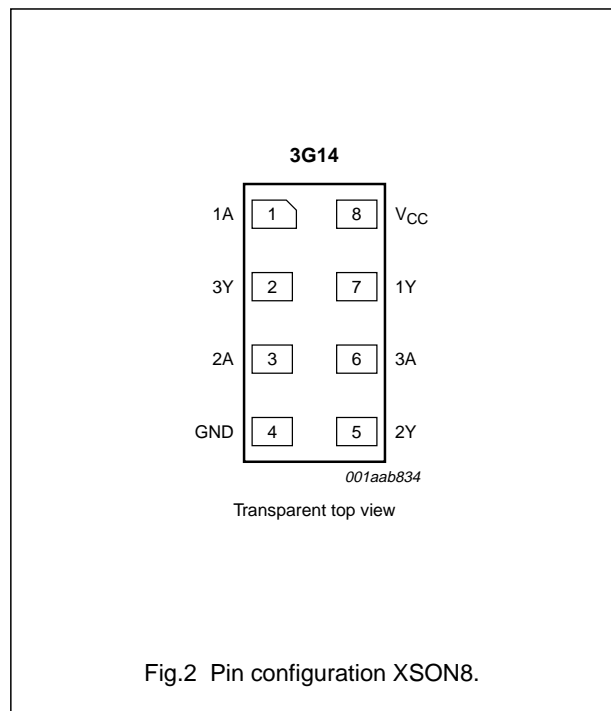 3G14
1A 1 8 VCC
3Y 2 7 1Y
2A 3 6 3A
GND 4 5 2Y
001aab834
Transparent top view
Fig.2 Pin configuration XSON8.